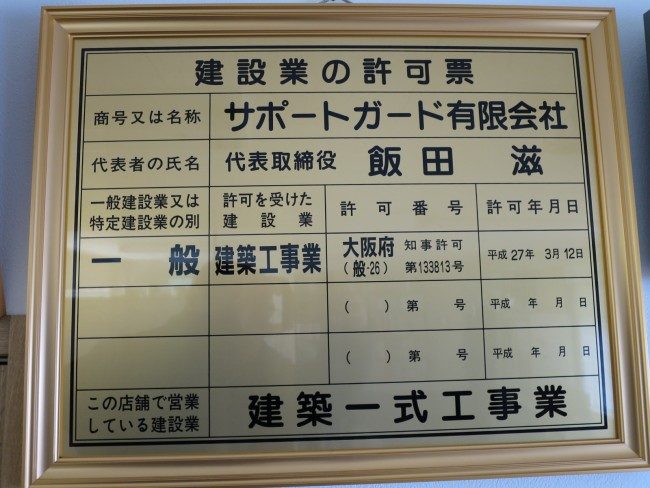 建設業の許可票
商号又は名称 サポートガード有限会社
代表者の氏名 代表取締役 飯田 滋
一般建設業又は特定建設業の別 許可を受けた建設業 許可番号 許可年月日
一般 建築工事業 大阪府 知事許可 (般-26) 第133813号 平成27年 3月12日
( ) 第 号 平成 年 月 日
( ) 第 号 平成 年 月 日
この店舗で営業している建設業 建築一式工事業